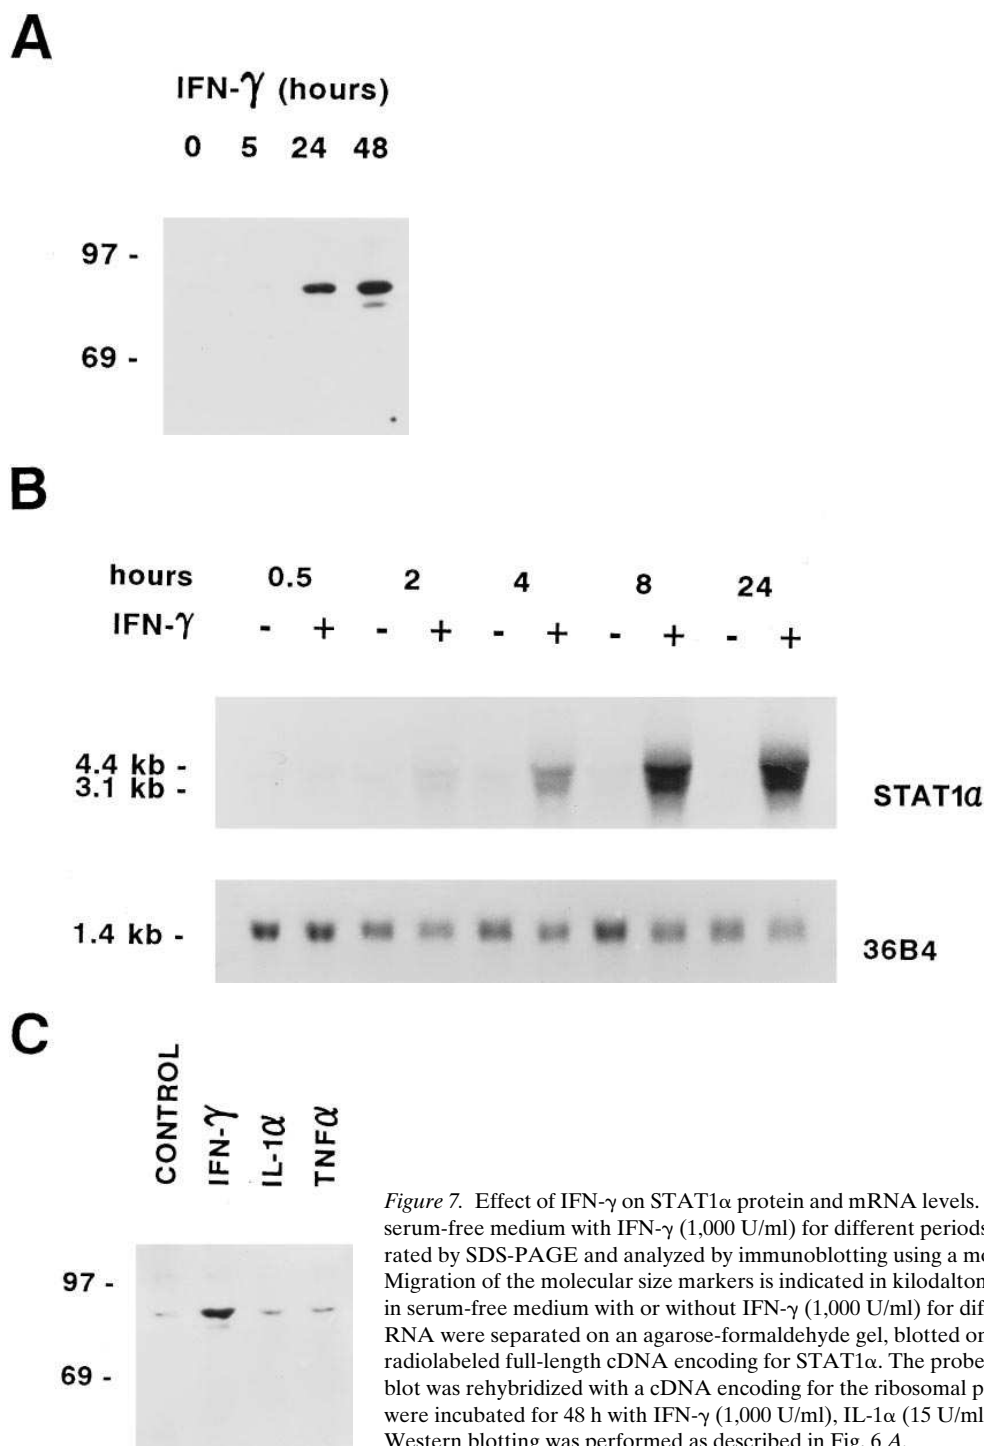 A
IFN-γ (hours)
0 5 24 48
97 -
69 -
B
hours 0.5 2 4 8 24
IFN-γ - + - + - + - + - +
4.4 kb -
3.1 kb -
STAT1α
1.4 kb -
36B4
C
CONTROL
IFN-γ
IL-1α
TNFα
97 -
69 -
Figure 7. Effect of IFN-γ on STAT1α protein and mRNA levels.
serum-free medium with IFN-γ (1,000 U/ml) for different periods
rated by SDS-PAGE and analyzed by immunoblotting using a mo
Migration of the molecular size markers is indicated in kilodalton
in serum-free medium with or without IFN-γ (1,000 U/ml) for dif
RNA were separated on an agarose-formaldehyde gel, blotted on
radiolabeled full-length cDNA encoding for STAT1α. The probe
blot was rehybridized with a cDNA encoding for the ribosomal p
were incubated for 48 h with IFN-γ (1,000 U/ml), IL-1α (15 U/ml
Western blotting was performed as described in Fig. 6 A.